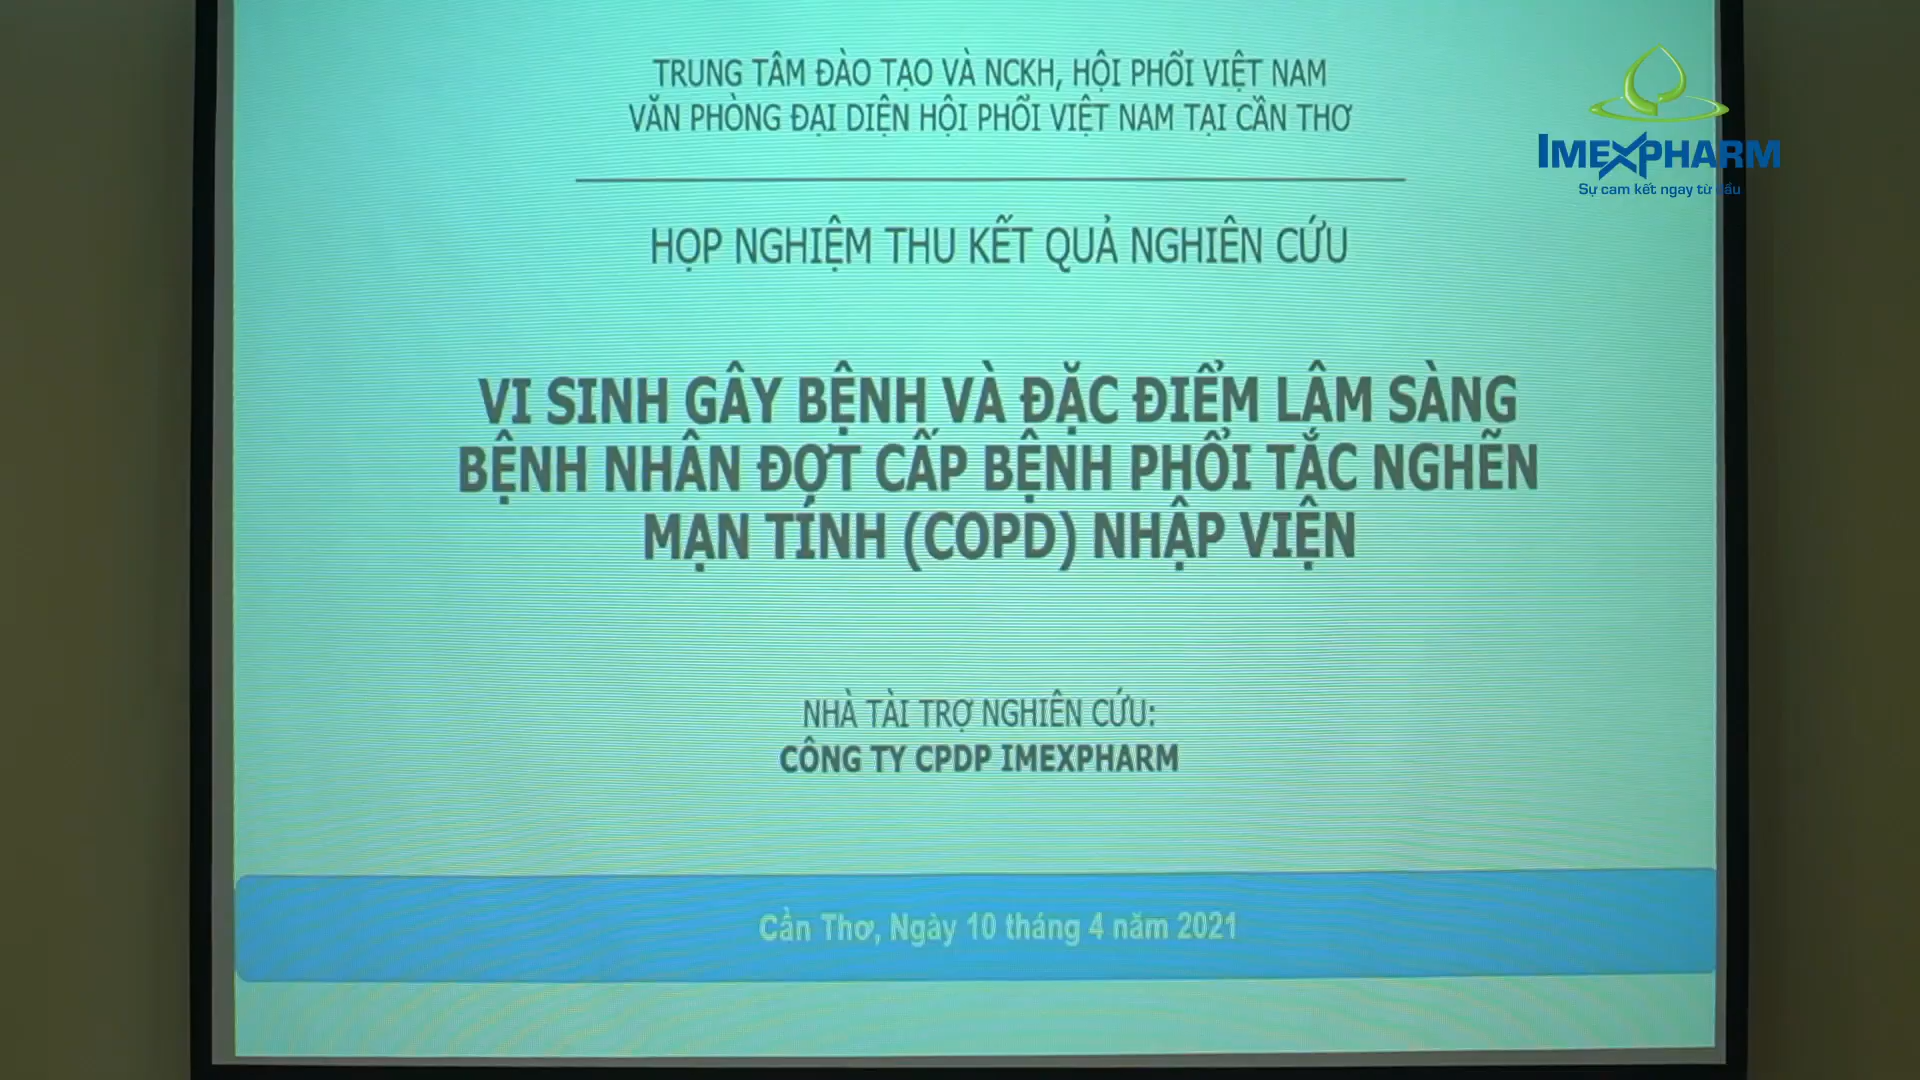 TRUNG TÂM ĐÀO TẠO VÀ NCKH, HỘI PHỔI VIỆT NAM
VĂN PHÒNG ĐẠI DIỆN HỘI PHỔI VIỆT NAM TẠI CẦN THƠ
IMEXPHARM
Sự cam kết ngay từ đầu
HỌP NGHIỆM THU KẾT QUẢ NGHIÊN CỨU
VI SINH GÂY BỆNH VÀ ĐẶC ĐIỂM LÂM SÀNG
BỆNH NHÂN ĐỢT CẤP BỆNH PHỔI TẮC NGHẼN
MẠN TÍNH (COPD) NHẬP VIỆN
NHÀ TÀI TRỢ NGHIÊN CỨU:
CÔNG TY CPDP IMEXPHARM
Cần Thơ, Ngày 10 tháng 4 năm 2021